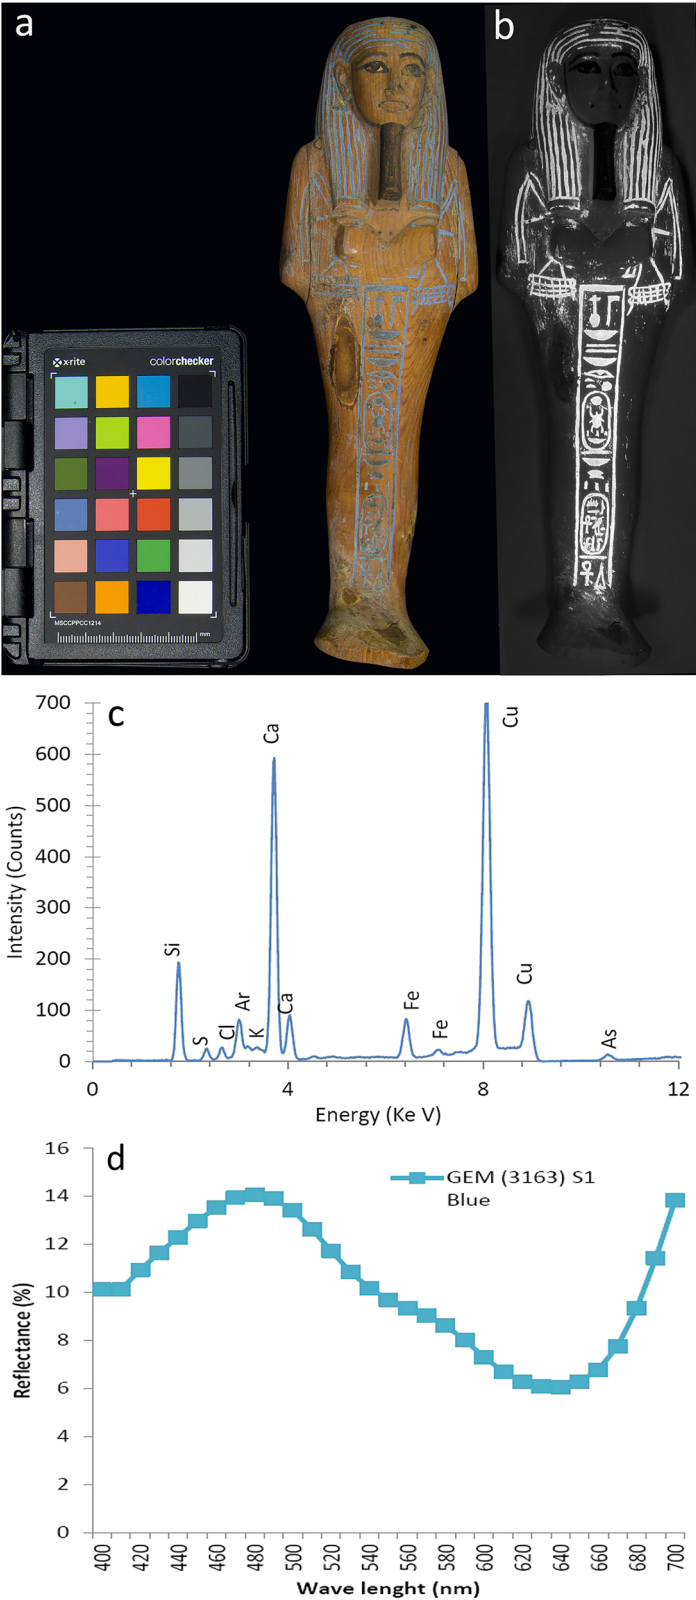 a
b
x-rite
colorchecker
MSCCPPCC1214
mm
c
700
600
500
400
300
200
100
0
Intensity (Counts)
Si
S
Cl
Ar
K
Ca
Ca
Fe
Fe
Cu
Cu
As
0
4
8
12
Energy (Ke V)
d
16
14
12
10
8
6
4
2
0
Reflectance (%)
GEM (3163) S1
Blue
400
420
440
460
480
500
520
540
560
580
600
620
640
660
680
700
Wave lenght (nm)